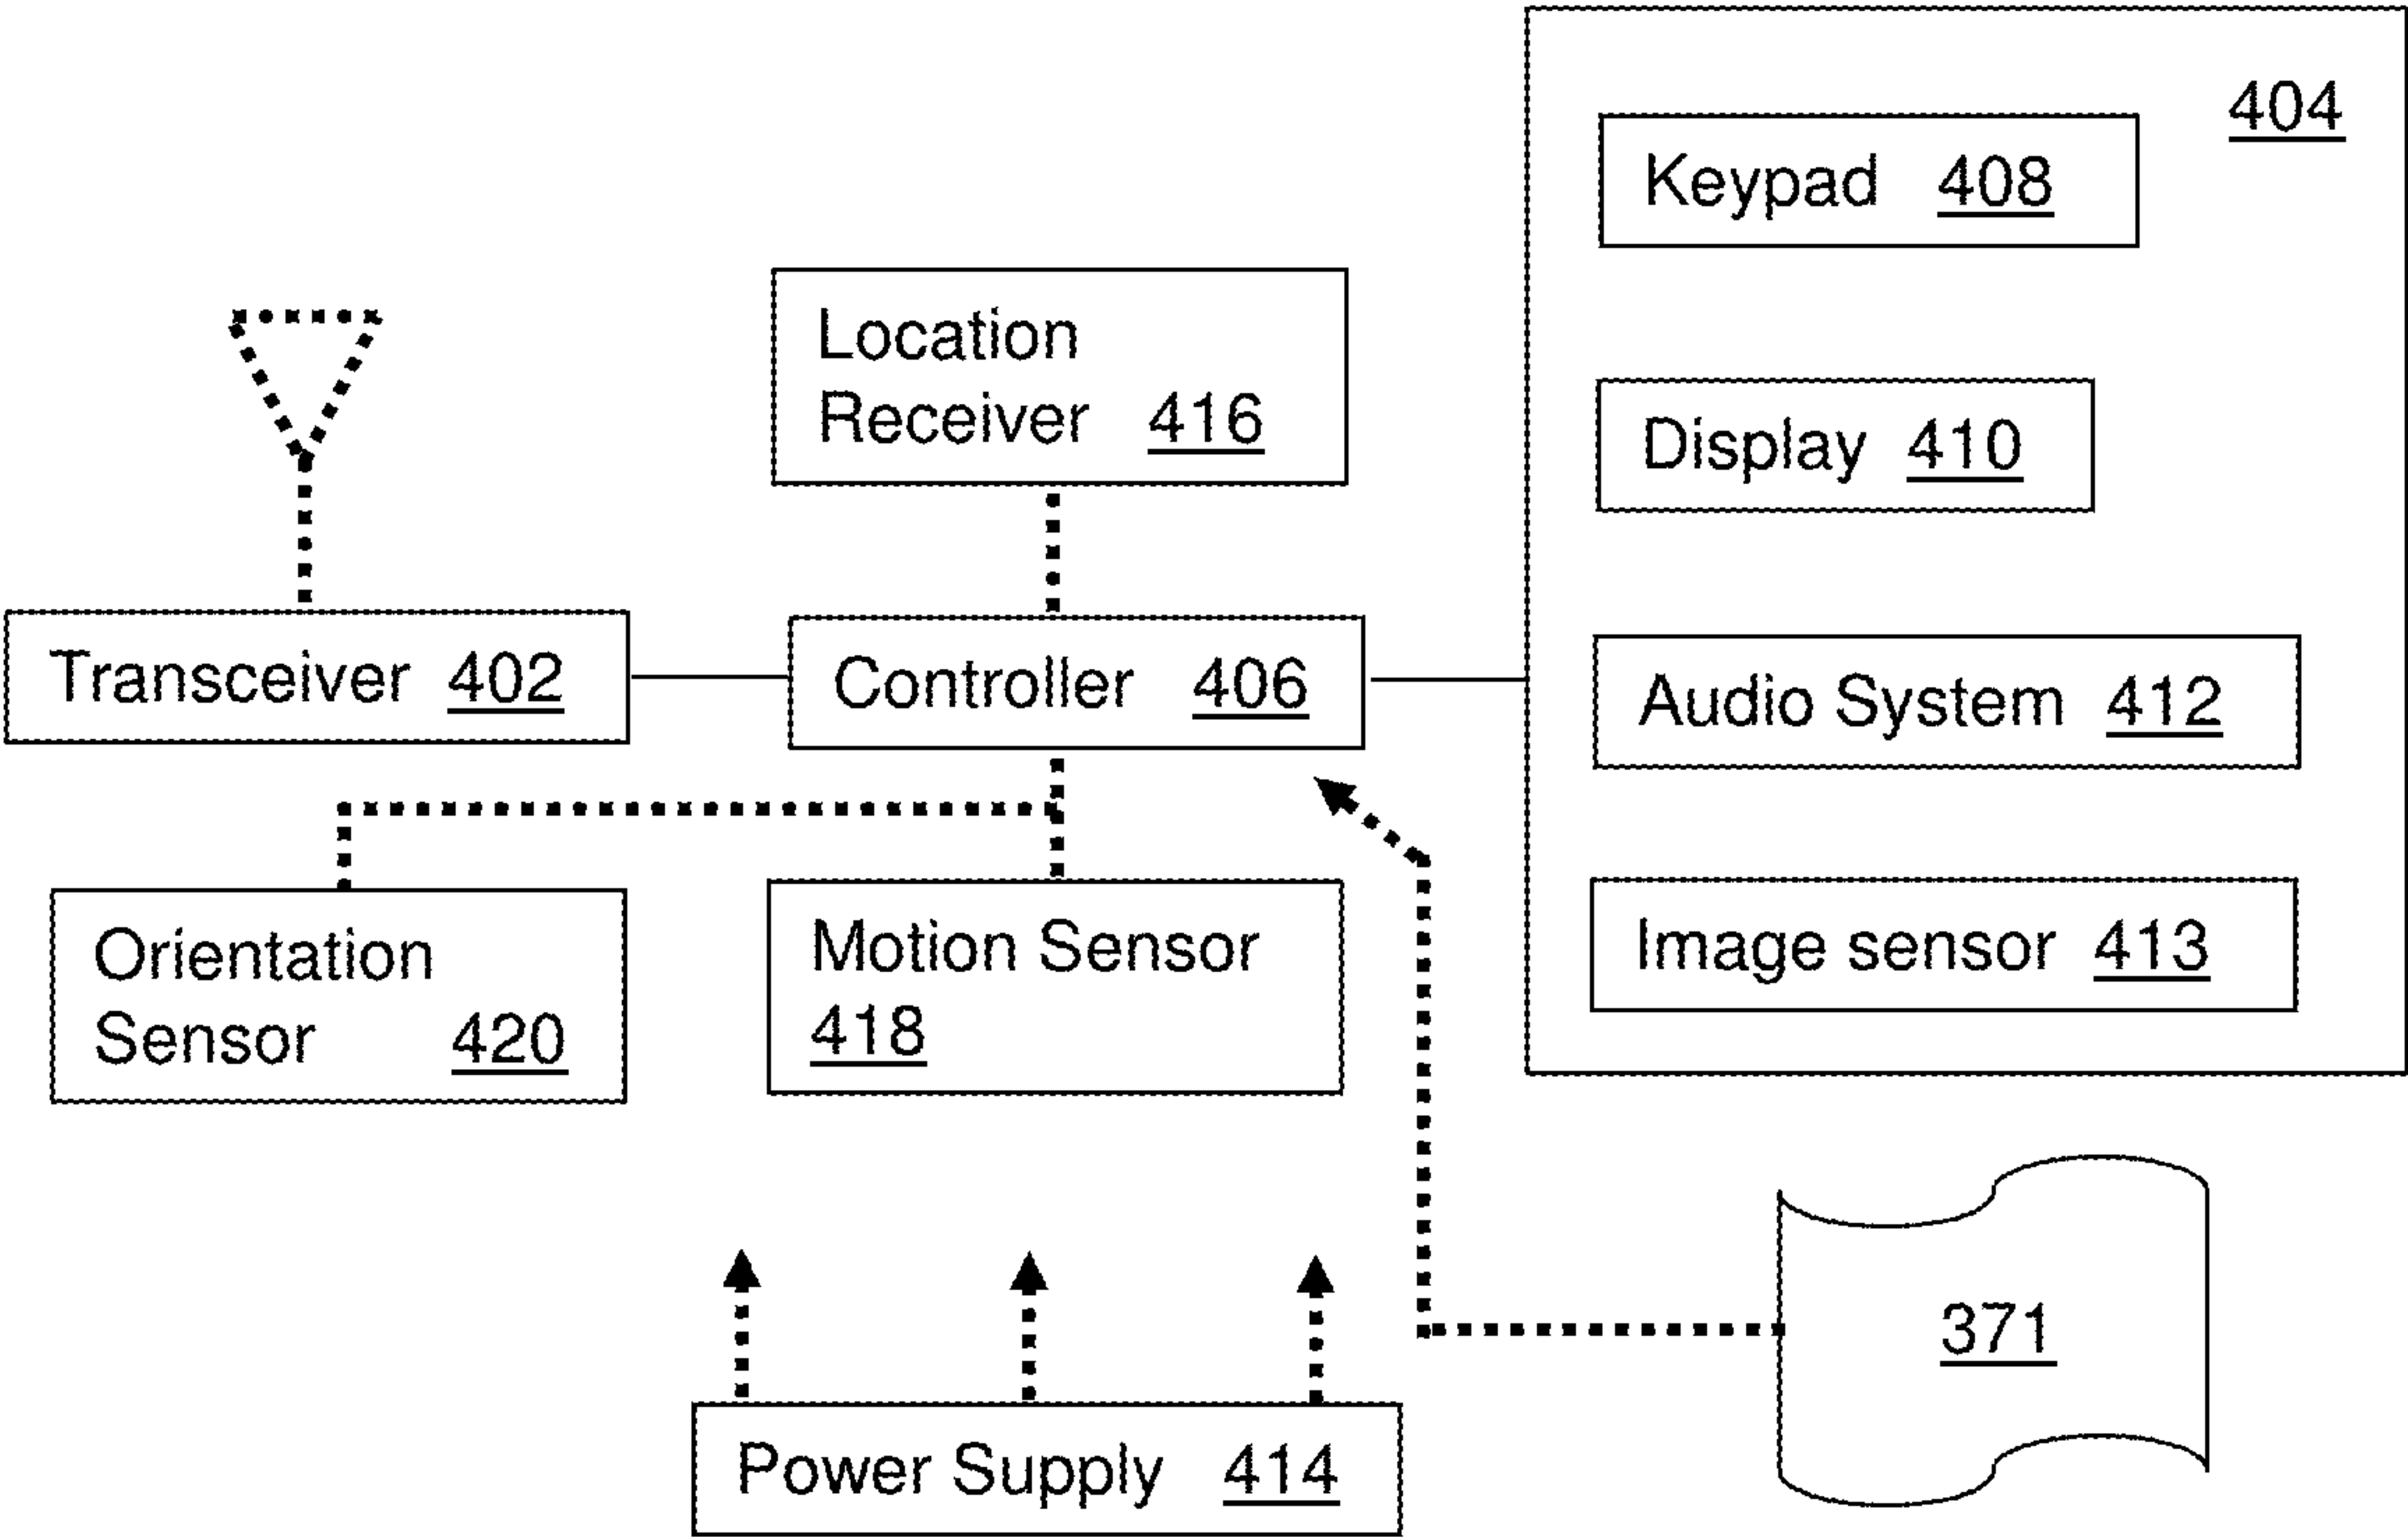 404
Keypad 408
Location
Receiver 416
Display 410
Transceiver 402
Controller 406
Audio System 412
Orientation
Sensor 420
Motion Sensor
418
Image sensor 413
371
Power Supply 414